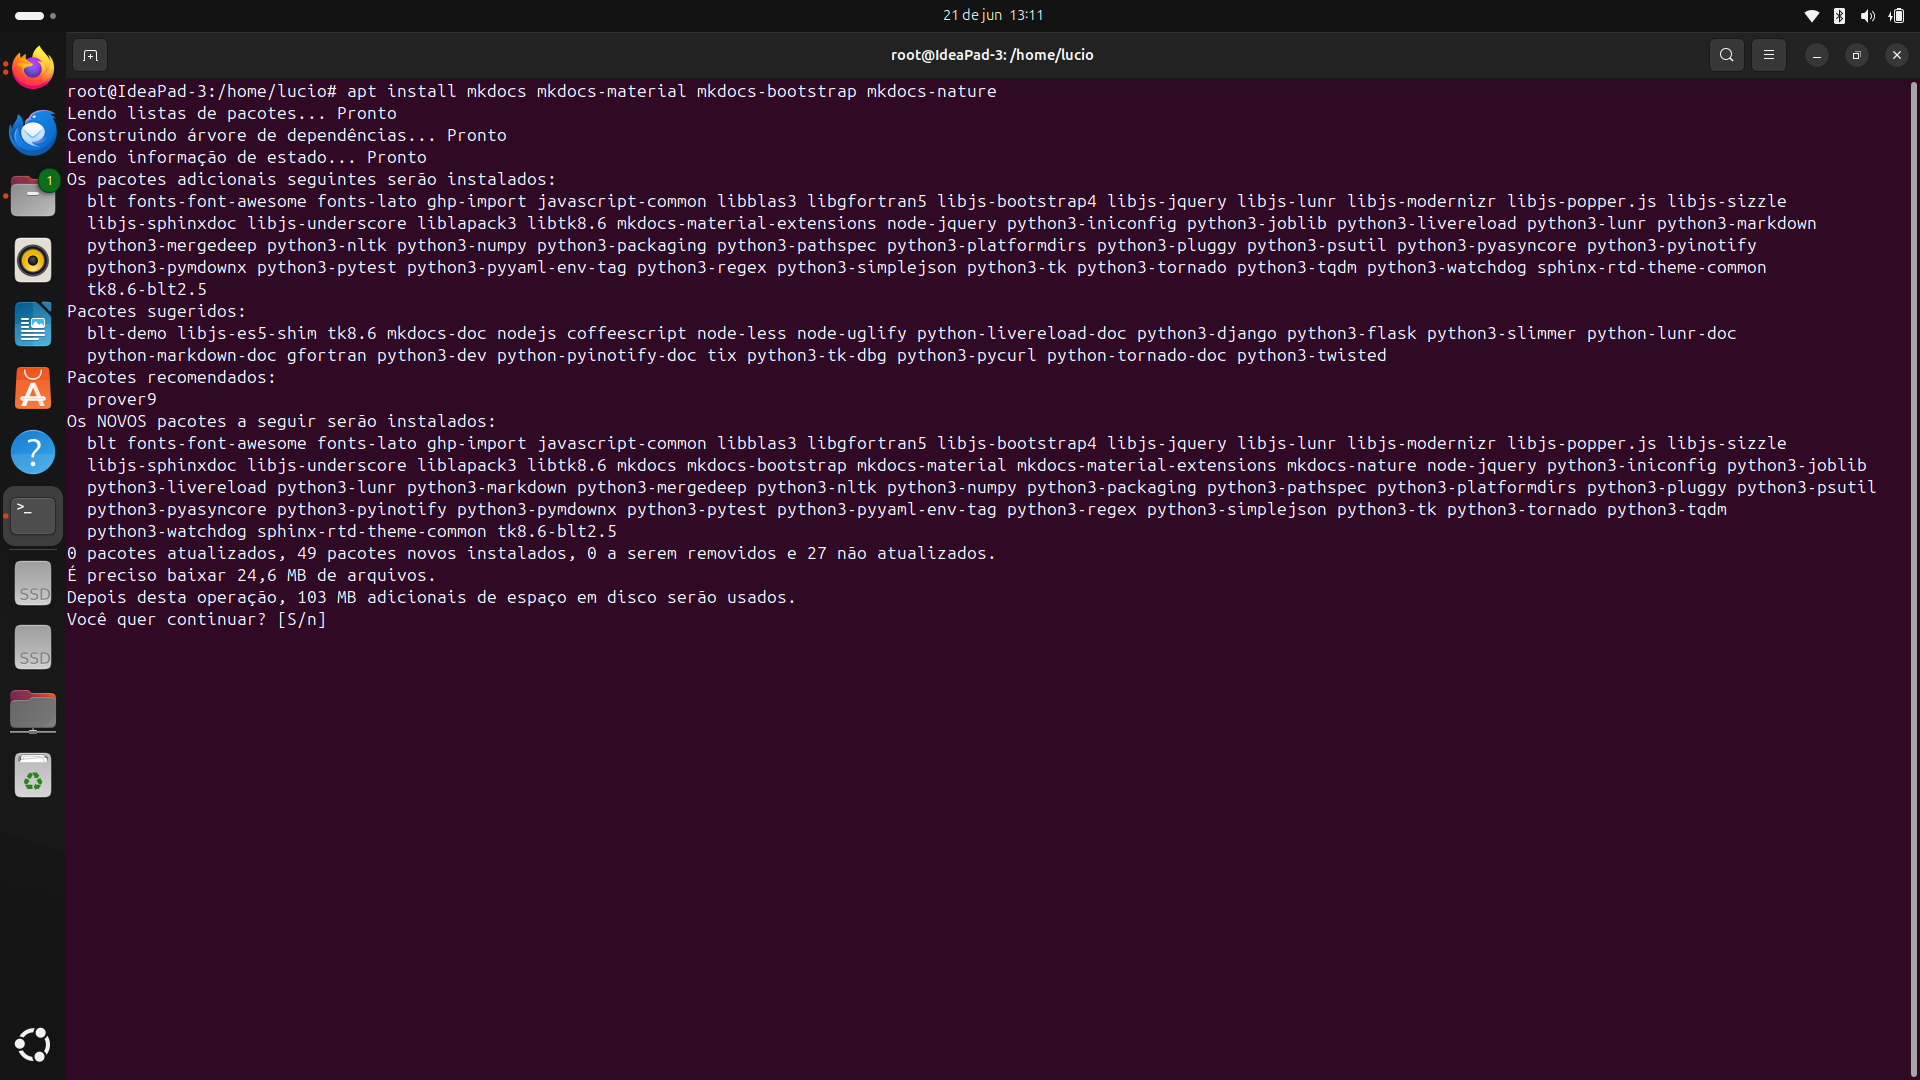 21 de jun 13:11
root@IdeaPad-3: /home/lucio
root@IdeaPad-3:/home/lucio# apt install mkdocs mkdocs-material mkdocs-bootstrap mkdocs-nature
Lendo listas de pacotes... Pronto
Construindo árvore de dependências... Pronto
Lendo informação de estado... Pronto
1
Os pacotes adicionais seguintes serão instalados:
blt fonts-font-awesome fonts-lato ghp-import javascript-common libblas3 libgfortran5 libjs-bootstrap4 libjs-jquery libjs-lunr libjs-modernizr libjs-popper.js libjs-sizzle
libjs-sphinxdoc libjs-underscore liblapack3 libtk8.6 mkdocs-material-extensions node-jquery python3-iniconfig python3-joblib python3-livereload python3-lunr python3-markdown
python3-mergedeep python3-nltk python3-numpy python3-packaging python3-pathspec python3-platformdirs python3-pluggy python3-psutil python3-pyasyncore python3-pyinotify
python3-pymdownx python3-pytest python3-pyyaml-env-tag python3-regex python3-simplejson python3-tk python3-tornado python3-tqdm python3-watchdog sphinx-rtd-theme-common
tk8.6-blt2.5
Pacotes sugeridos:
blt-demo libjs-es5-shim tk8.6 mkdocs-doc nodejs coffeescript node-less node-uglify python-livereload-doc python3-django python3-flask python3-slimmer python-lunr-doc
python-markdown-doc gfortran python3-dev python-pyinotify-doc tix python3-tk-dbg python3-pycurl python-tornado-doc python3-twisted
Pacotes recomendados:
prover9
Os NOVOS pacotes a seguir serão instalados:
blt fonts-font-awesome fonts-lato ghp-import javascript-common libblas3 libgfortran5 libjs-bootstrap4 libjs-jquery libjs-lunr libjs-modernizr libjs-popper.js libjs-sizzle
libjs-sphinxdoc libjs-underscore liblapack3 libtk8.6 mkdocs mkdocs-bootstrap mkdocs-material mkdocs-material-extensions mkdocs-nature node-jquery python3-iniconfig python3-joblib
python3-livereload python3-lunr python3-markdown python3-mergedeep python3-nltk python3-numpy python3-packaging python3-pathspec python3-platformdirs python3-pluggy python3-psutil
python3-pyasyncore python3-pyinotify python3-pymdownx python3-pytest python3-pyyaml-env-tag python3-regex python3-simplejson python3-tk python3-tornado python3-tqdm
python3-watchdog sphinx-rtd-theme-common tk8.6-blt2.5
0 pacotes atualizados, 49 pacotes novos instalados, 0 a serem removidos e 27 não atualizados.
É preciso baixar 24,6 MB de arquivos.
Depois desta operação, 103 MB adicionais de espaço em disco serão usados.
Você quer continuar? [S/n]
SSD
SSD